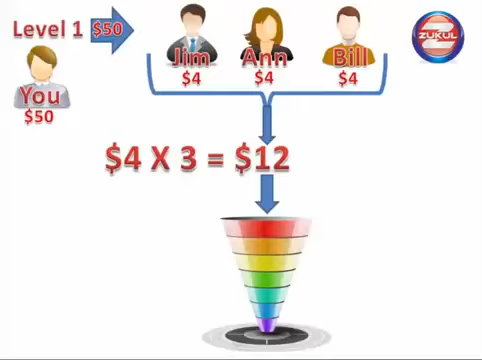 Level 1 $50
You
$50
Jim Ann Bill
$4 $4 $4
ZUKUL
$4 X 3 = $12